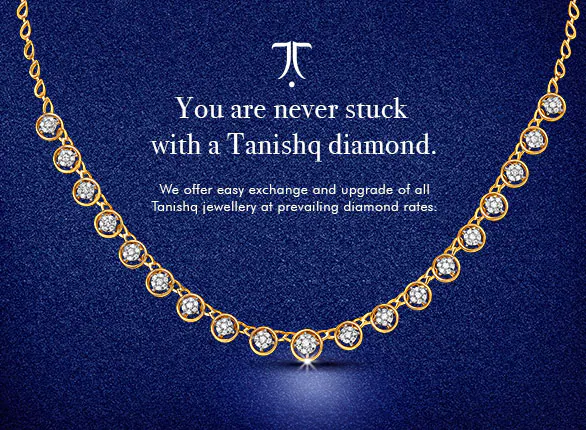 You are never stuck
with a Tanishq diamond.
We offer easy exchange and upgrade of all
Tanishq jewellery at prevailing diamond rates.